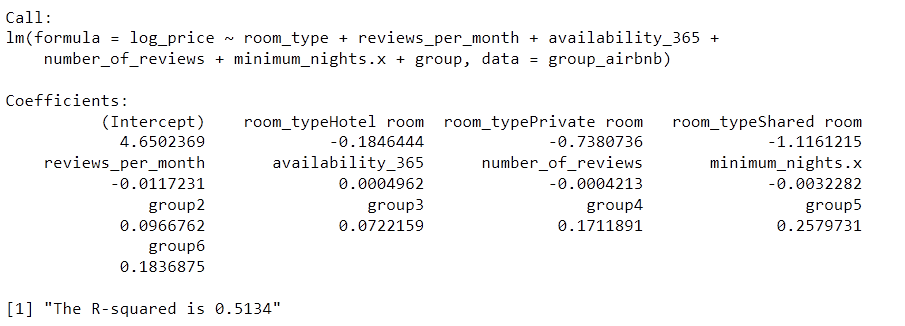 Call:
lm(formula = log_price ~ room_type + reviews_per_month + availability_365 +
    number_of_reviews + minimum_nights.x + group, data = group_airbnb)

Coefficients:
          (Intercept)    room_typeHotel room  room_typePrivate room   room_typeShared room
            4.6502369             -0.1846444             -0.7380736             -1.1161215
    reviews_per_month       availability_365      number_of_reviews       minimum_nights.x
           -0.0117231              0.0004962             -0.0004213             -0.0032282
               group2                 group3                 group4                 group5
            0.0966762              0.0722159              0.1711891              0.2579731
               group6
            0.1836875

[1] "The R-squared is 0.5134"